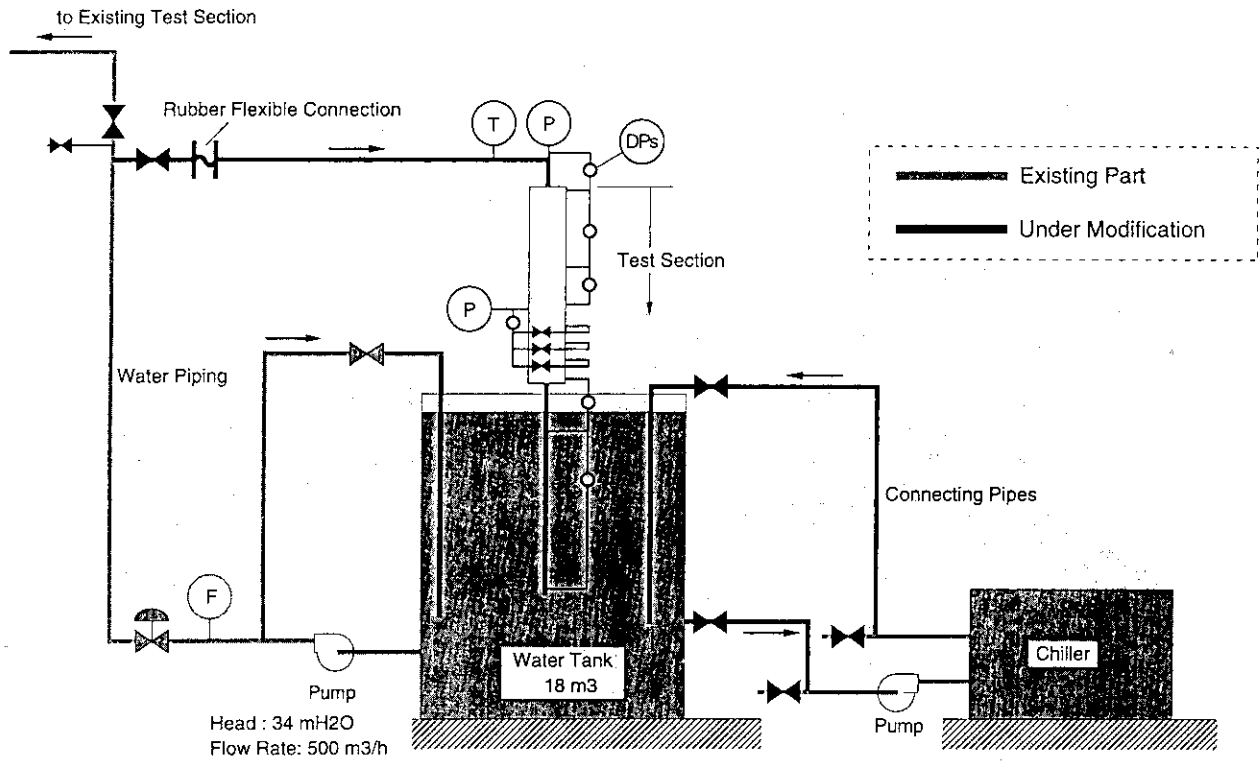 to Existing Test Section
Rubber Flexible Connection
T
P
DPs
Existing Part
Under Modification
Test Section
P
Water Piping
Connecting Pipes
F
Water Tank
18 m3
Chiller
Pump
Pump
Head : 34 mH2O
Flow Rate: 500 m3/h